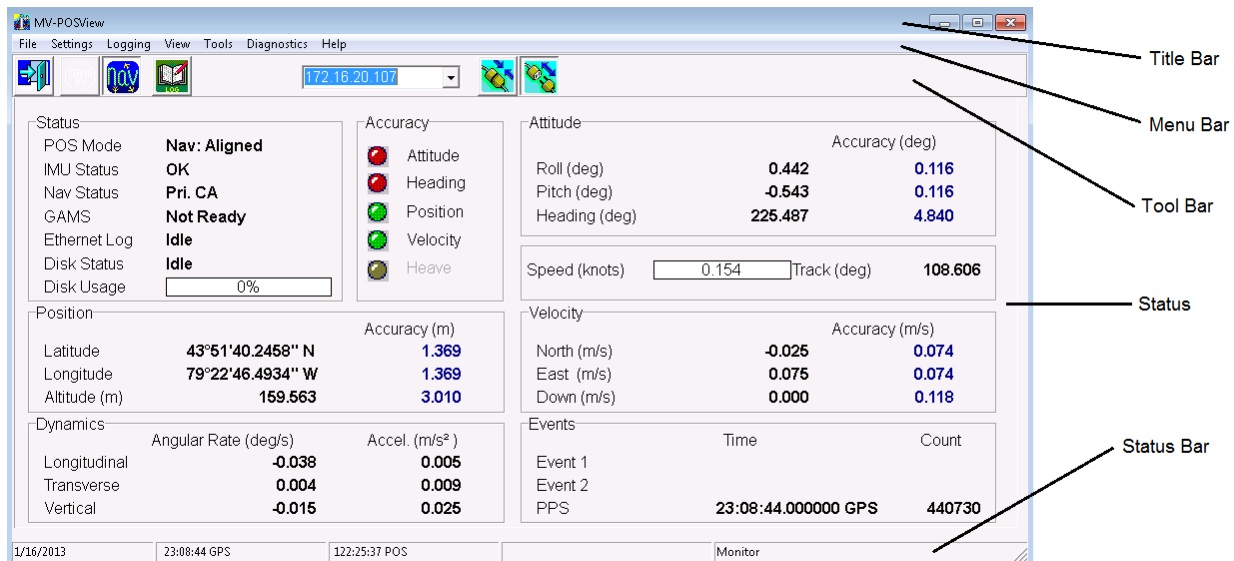 MV-POSView
File Settings Logging View Tools Diagnostics Help
NAV
LOG
172.16.20.107
Title Bar
Menu Bar
Tool Bar
Status
POS Mode Nav: Aligned
IMU Status OK
Nav Status Pri. CA
GAMS Not Ready
Ethernet Log Idle
Disk Status Idle
Disk Usage 0%
Accuracy
Attitude
Heading
Position
Velocity
Heave
Attitude
Accuracy (deg)
Roll (deg) 0.442 0.116
Pitch (deg) -0.543 0.116
Heading (deg) 225.487 4.840
Speed (knots) 0.154 Track (deg) 108.606
Status
Position
Accuracy (m)
Latitude 43°51'40.2458" N 1.369
Longitude 79°22'46.4934" W 1.369
Altitude (m) 159.563 3.010
Velocity
Accuracy (m/s)
North (m/s) -0.025 0.074
East (m/s) 0.075 0.074
Down (m/s) 0.000 0.118
Dynamics
Angular Rate (deg/s) Accel. (m/s²)
Longitudinal -0.038 0.005
Transverse 0.004 0.009
Vertical -0.015 0.025
Events
Time Count
Event 1
Event 2
PPS 23:08:44.000000 GPS 440730
Status Bar
1/16/2013 23:08:44 GPS 122:25:37 POS Monitor